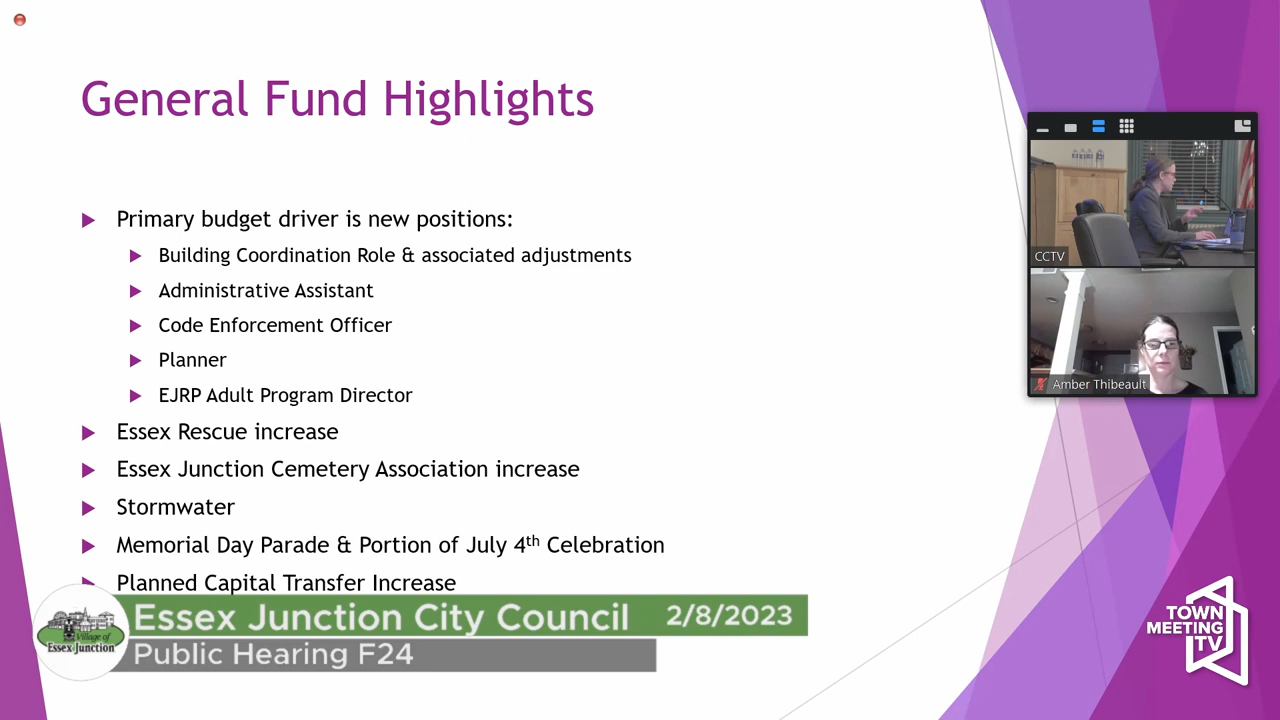 General Fund Highlights
Primary budget driver is new positions:
Building Coordination Role & associated adjustments
Administrative Assistant
Code Enforcement Officer
Planner
EJRP Adult Program Director
Essex Rescue increase
Essex Junction Cemetery Association increase
Stormwater
Memorial Day Parade & Portion of July 4th Celebration
Planned Capital Transfer Increase
CCTV
Amber Thibeault
Village of
Essex Junction
Essex Junction City Council 2/8/2023
Public Hearing F24
TOWN
MEETING
TV